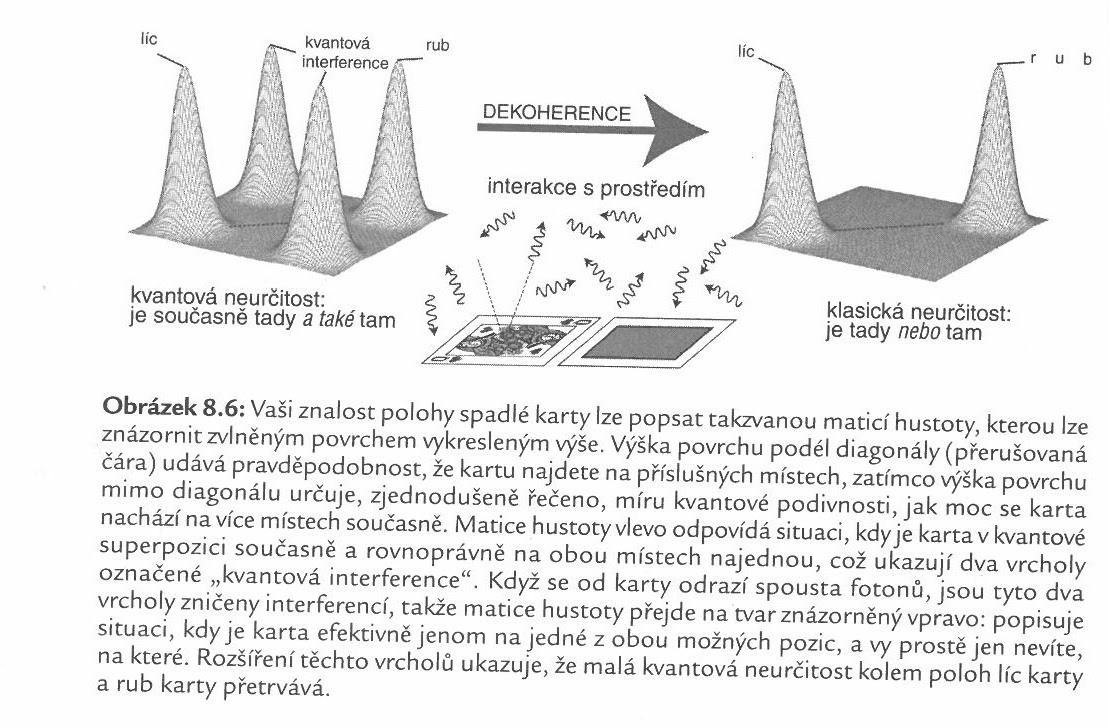 líc
kvantová
interference
rub
DEKOHERENCE
interakce s prostředím
líc
r u b
kvantová neurčitost:
je současně tady a také tam
klasická neurčitost:
je tady nebo tam
Obrázek 8.6: Vaši znalost polohy spadlé karty lze popsat takzvanou maticí hustoty, kterou lze
znázornit zvlněným povrchem vykresleným výše. Výška povrchu podél diagonály (přerušovaná
čára) udává pravděpodobnost, že kartu najdete na příslušných místech, zatímco výška povrchu
mimo diagonálu určuje, zjednodušeně řečeno, míru kvantové podivnosti, jak moc se karta
nachází na více místech současně. Matice hustoty vlevo odpovídá situaci, kdy je karta v kvantové
superpozici současně a rovnoprávně na obou místech najednou, což ukazují dva vrcholy
označené „kvantová interference“. Když se od karty odrazí spousta fotonů, jsou tyto dva
vrcholy zničeny interferencí, takže matice hustoty přejde na tvar znázorněný vpravo: popisuje
situaci, kdy je karta efektivně jenom na jedné z obou možných pozic, a vy prostě jen nevíte,
na které. Rozšíření těchto vrcholů ukazuje, že malá kvantová neurčitost kolem poloh líc karty
a rub karty přetrvává.